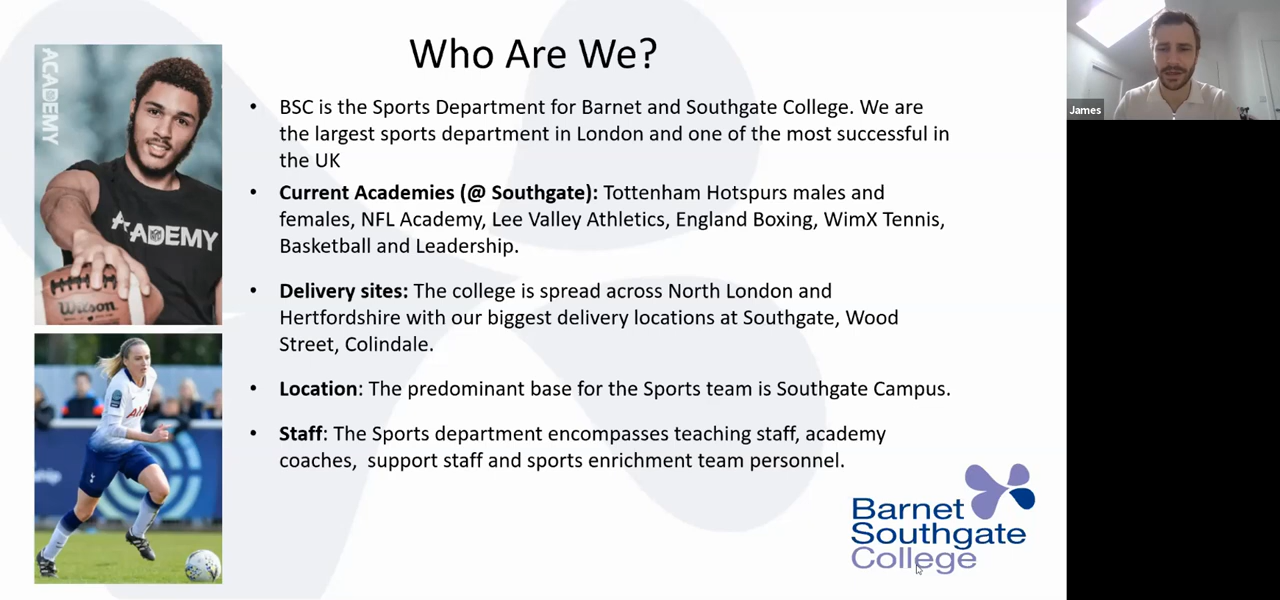 Who Are We?
• BSC is the Sports Department for Barnet and Southgate College. We are
the largest sports department in London and one of the most successful in
the UK
• Current Academies (@ Southgate): Tottenham Hotspurs males and
females, NFL Academy, Lee Valley Athletics, England Boxing, WimX Tennis,
Basketball and Leadership.
• Delivery sites: The college is spread across North London and
Hertfordshire with our biggest delivery locations at Southgate, Wood
Street, Colindale.
• Location: The predominant base for the Sports team is Southgate Campus.
• Staff: The Sports department encompasses teaching staff, academy
coaches,  support staff and sports enrichment team personnel.
ACADEMY
ACADEMY
NFL
Wilson
AIA
Barnet
Southgate
College
James